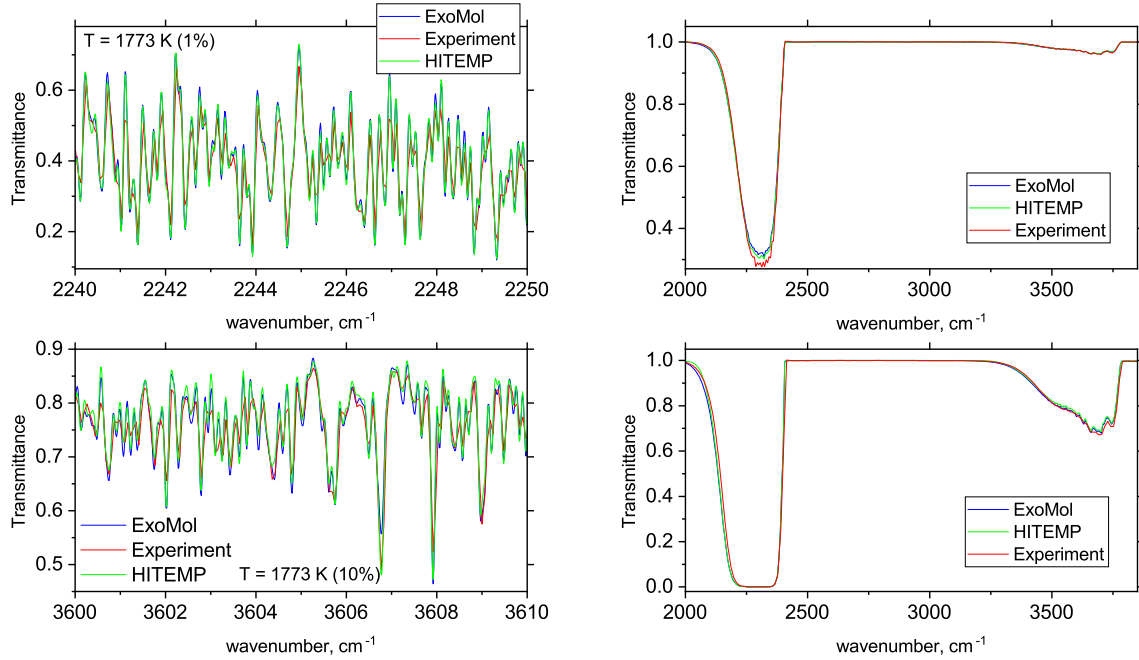 T = 1773 K (1%)
ExoMol
Experiment
HITEMP
Transmittance
0.6
0.4
0.2
2240
2242
2244
2246
2248
2250
wavenumber, cm⁻¹
ExoMol
HITEMP
Experiment
Transmittance
1.0
0.8
0.6
0.4
2000
2500
3000
3500
wavenumber, cm⁻¹
ExoMol
Experiment
HITEMP
T = 1773 K (10%)
Transmittance
0.9
0.8
0.7
0.6
0.5
3600
3602
3604
3606
3608
3610
wavenumber, cm⁻¹
ExoMol
HITEMP
Experiment
Transmittance
1.0
0.8
0.6
0.4
0.2
0.0
2000
2500
3000
3500
wavenumber, cm⁻¹